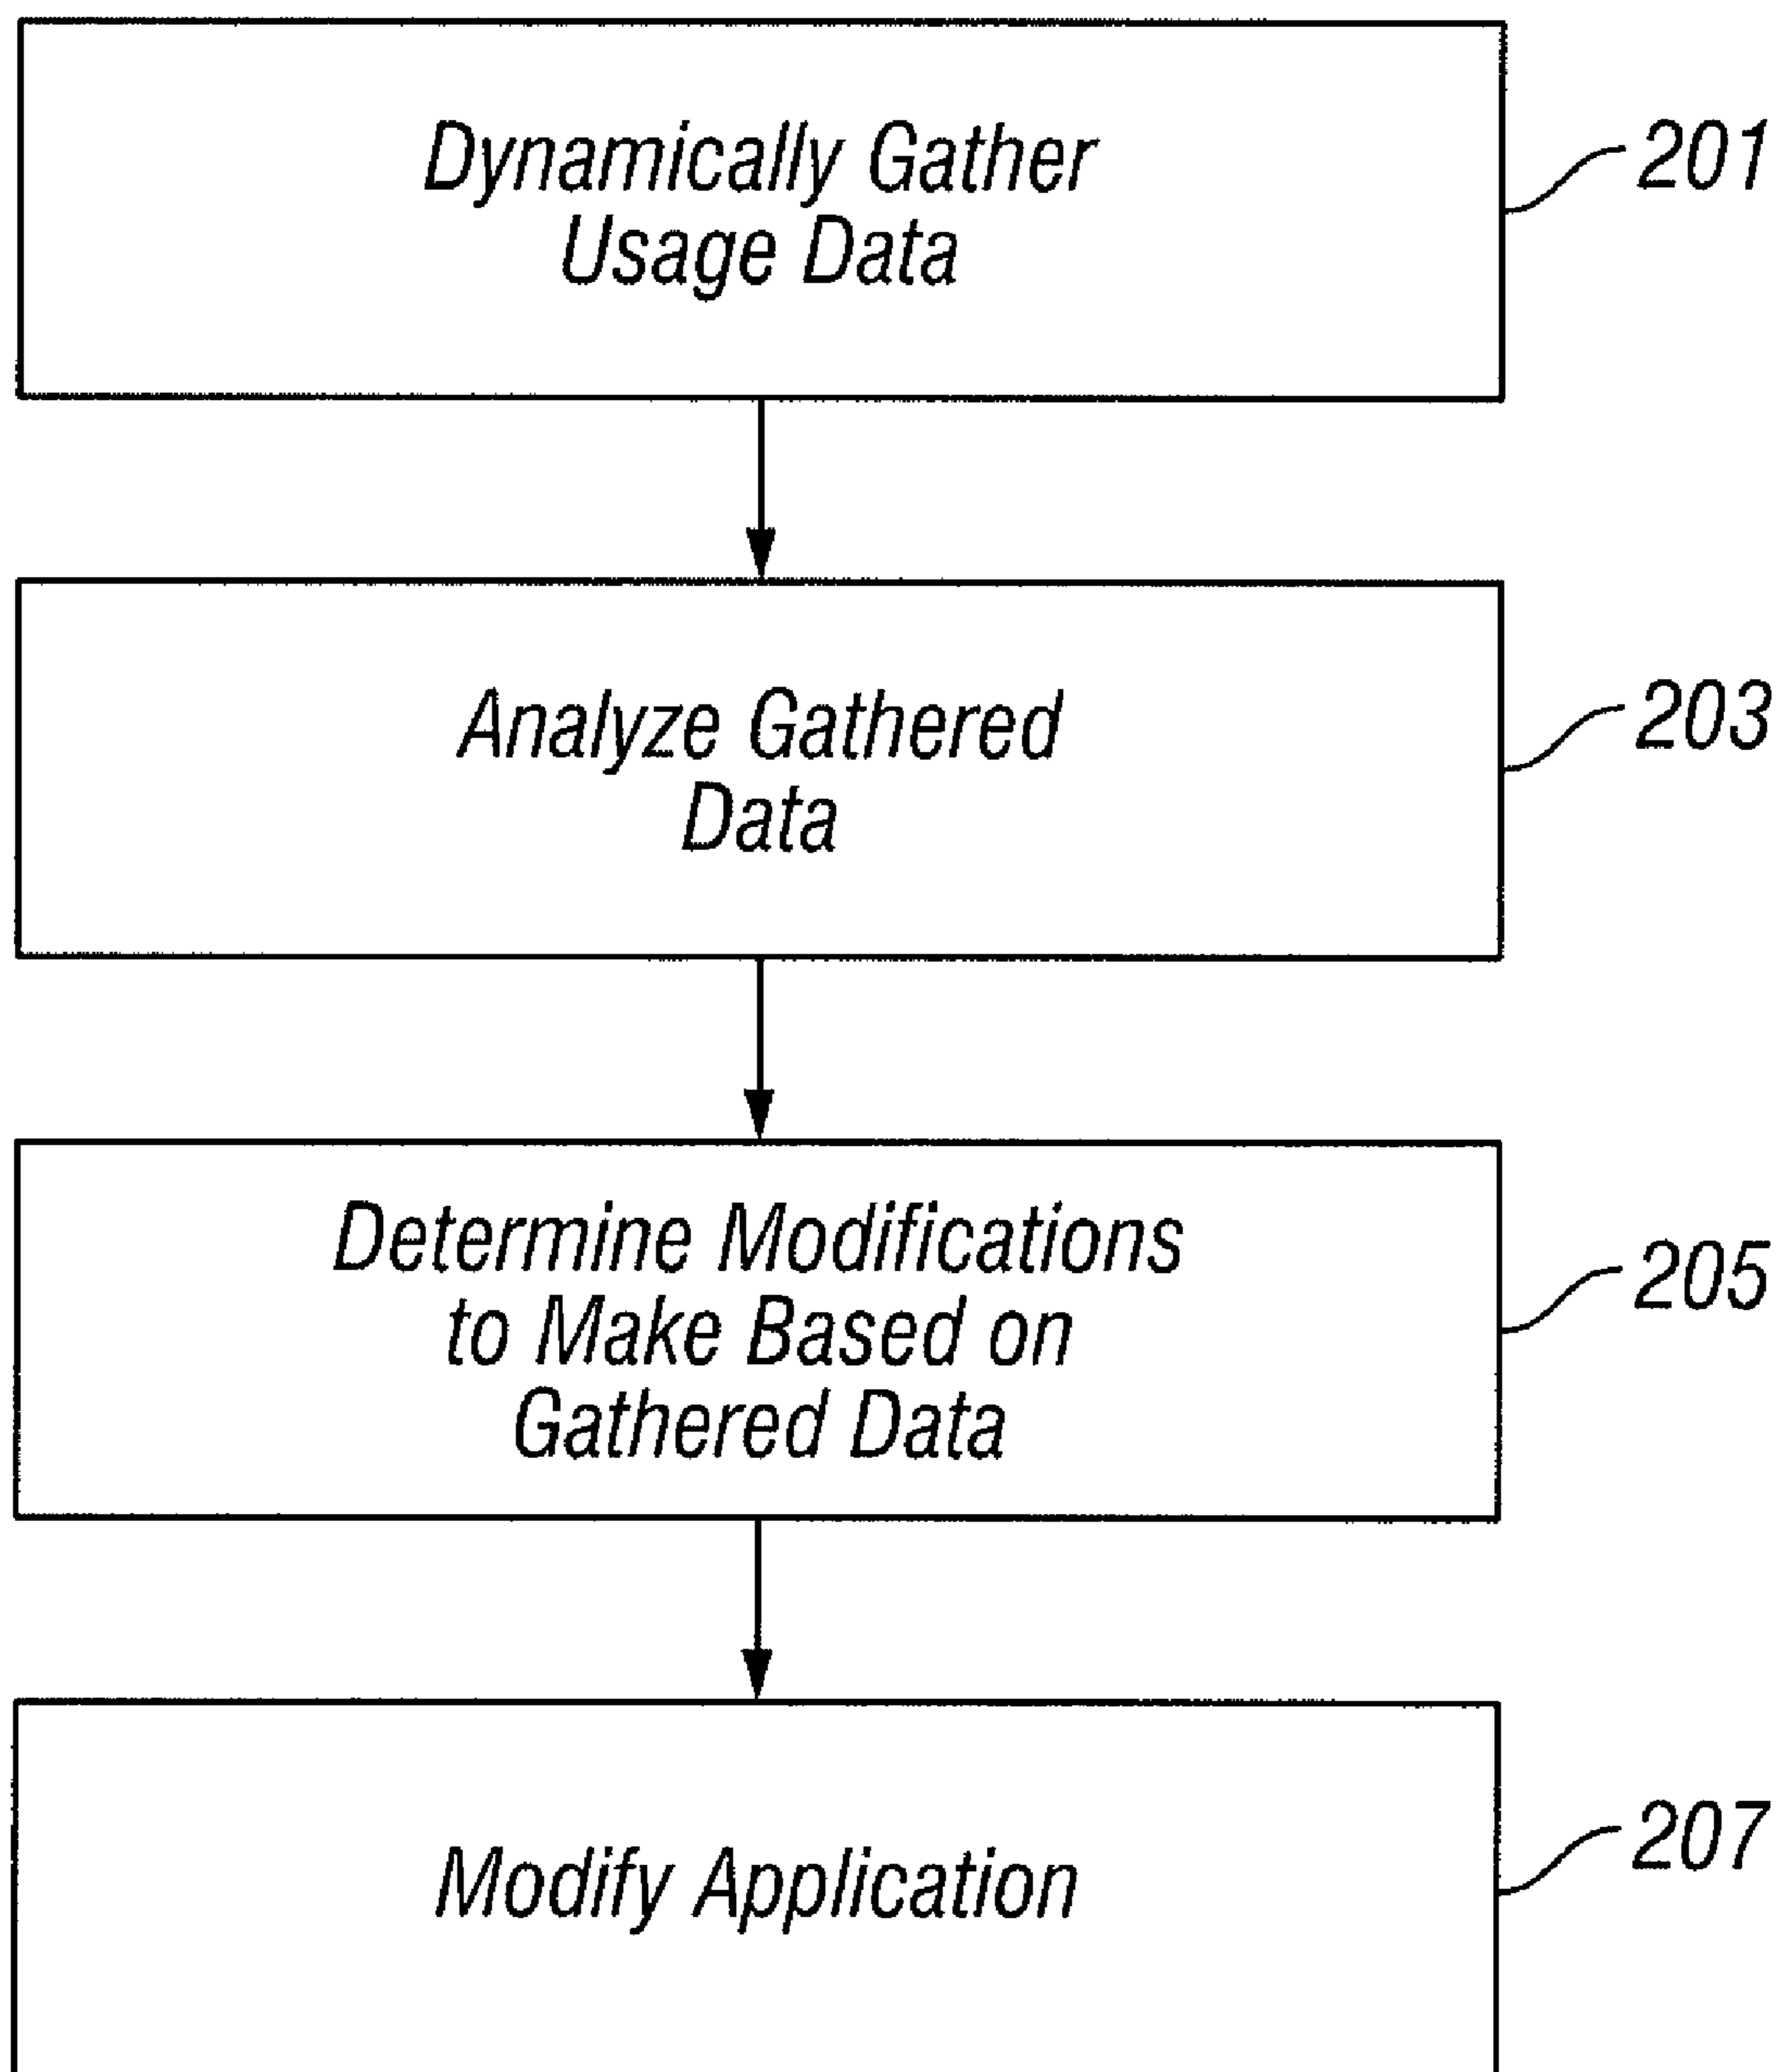 Dynamically Gather
Usage Data
201
Analyze Gathered
Data
203
Determine Modifications
to Make Based on
Gathered Data
205
Modify Application
207